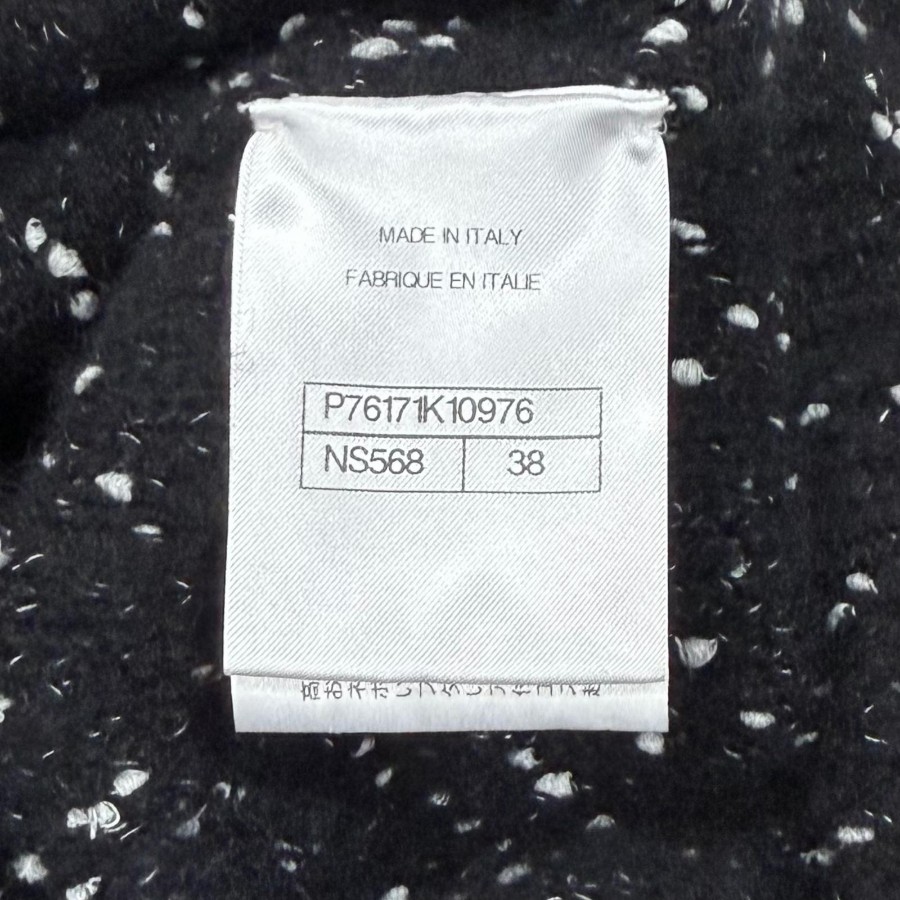 MADE IN ITALY
FABRIQUE EN ITALIE
P76171K10976
NS568 38